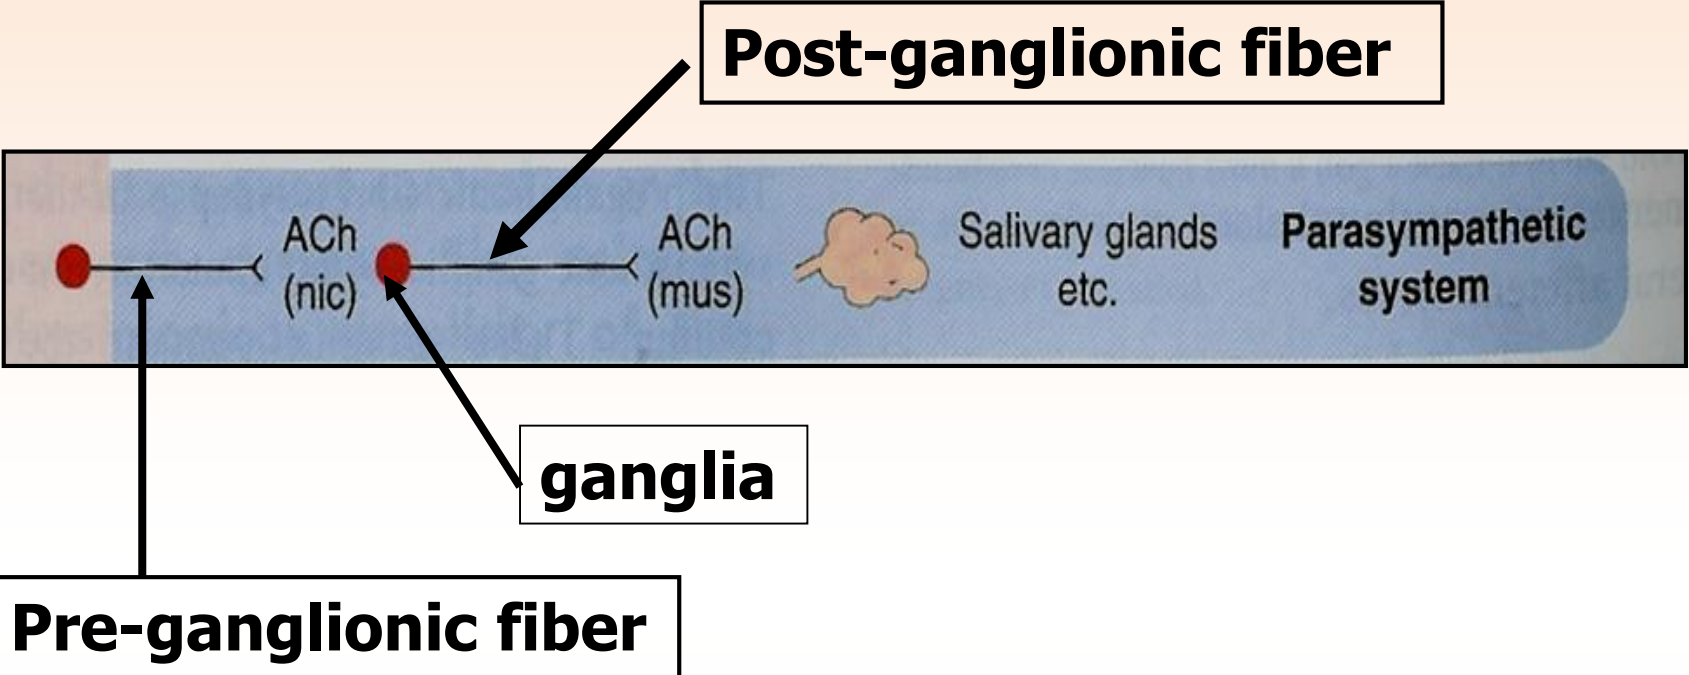 Post-ganglionic fiber
ACh
(nic)
ACh
(mus)
Salivary glands
etc.
Parasympathetic
system
ganglia
Pre-ganglionic fiber